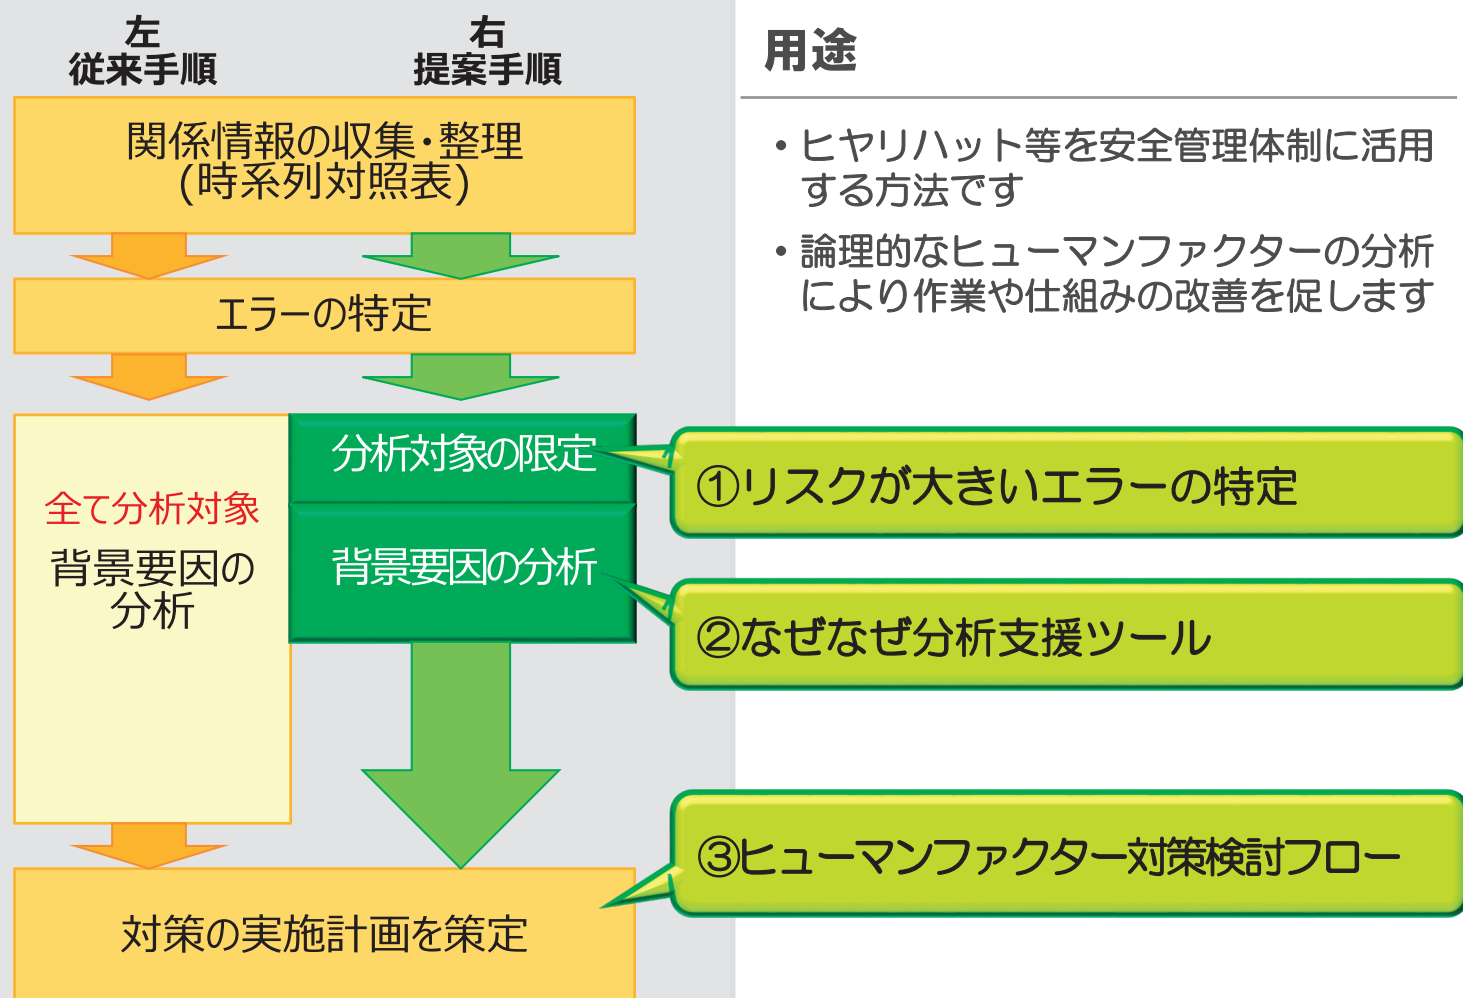 左
従来手順
右
提案手順
関係情報の収集・整理
(時系列対照表)
エラーの特定
全て分析対象
背景要因の
分析
分析対象の限定
背景要因の分析
対策の実施計画を策定
用途
・ヒヤリハット等を安全管理体制に活用
する方法です
・論理的なヒューマンファクターの分析
により作業や仕組みの改善を促します
①リスクが大きいエラーの特定
②なぜなぜ分析支援ツール
③ヒューマンファクター対策検討フロー